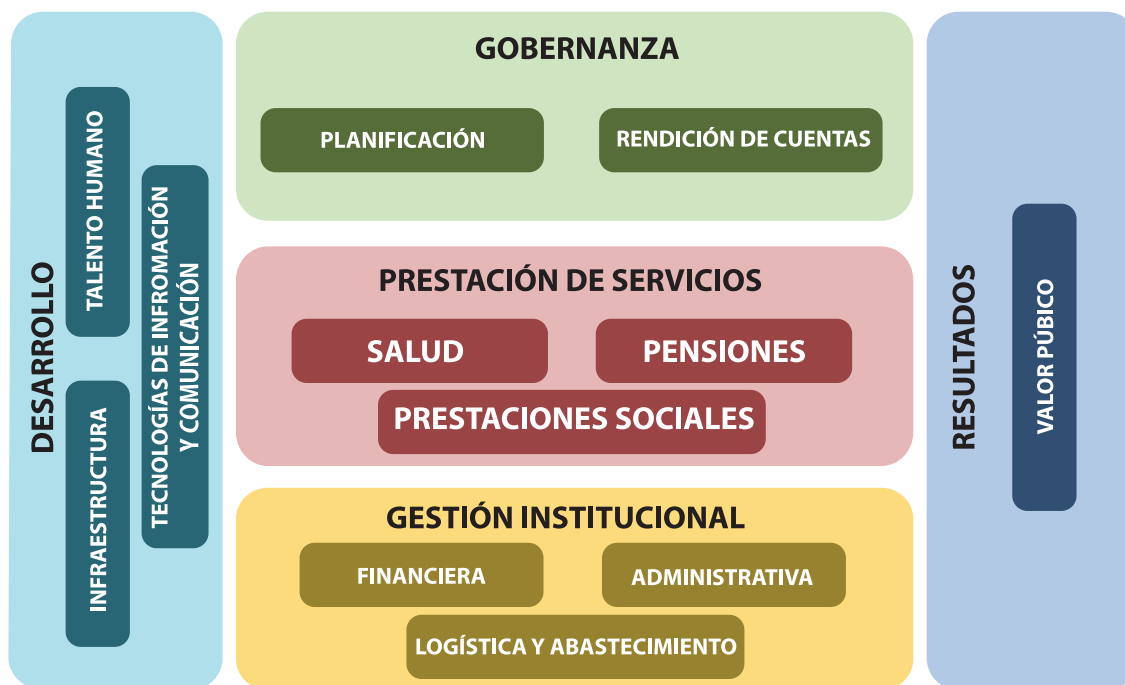 DESARROLLO
TALENTO HUMANO
INFRAESTRUCTURA
TECNOLOGÍAS DE INFROMACIÓN
Y COMUNICACIÓN
GOBERNANZA
PLANIFICACIÓN
RENDICIÓN DE CUENTAS
PRESTACIÓN DE SERVICIOS
SALUD
PENSIONES
PRESTACIONES SOCIALES
GESTIÓN INSTITUCIONAL
FINANCIERA
ADMINISTRATIVA
LOGÍSTICA Y ABASTECIMIENTO
RESULTADOS
VALOR PÚBICO